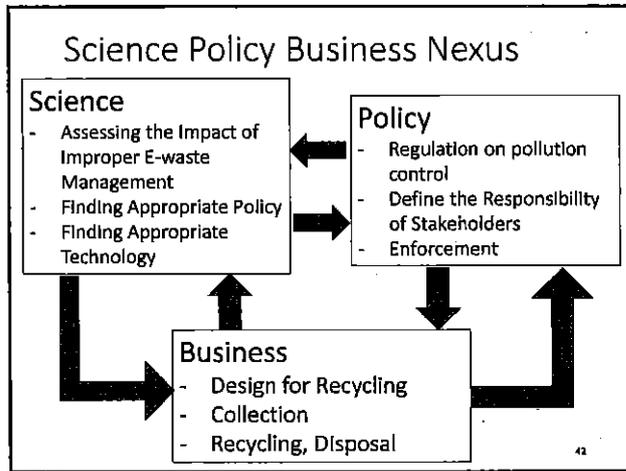 Science Policy Business Nexus
Science
- Assessing the Impact of
Improper E-waste
Management
- Finding Appropriate Policy
- Finding Appropriate
Technology
Policy
- Regulation on pollution
control
- Define the Responsibility
of Stakeholders
- Enforcement
Business
- Design for Recycling
- Collection
- Recycling, Disposal
42